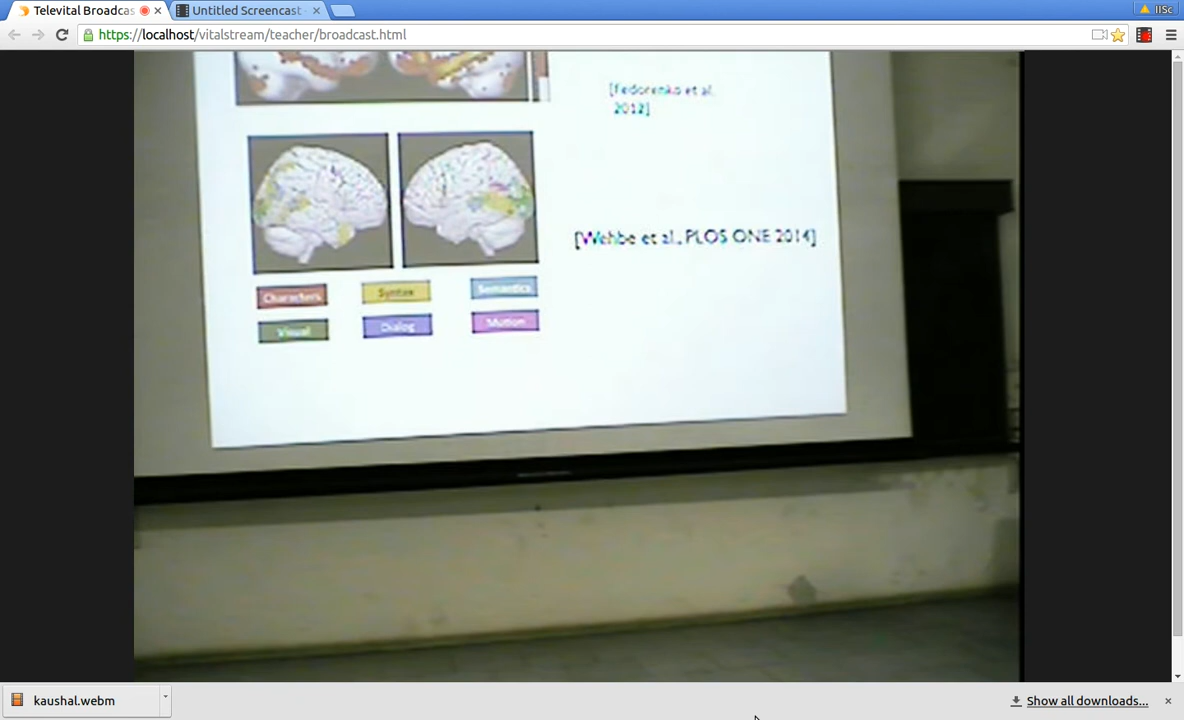 Televital Broadcas
Untitled Screencast
IISc
https://localhost/vitalstream/teacher/broadcast.html
[Fedorenko et al.
2012]
[Wehbe et al., PLOS ONE 2014]
Characters Syntax Semantics
Visual Dialog Motion
kaushal.webm
Show all downloads...